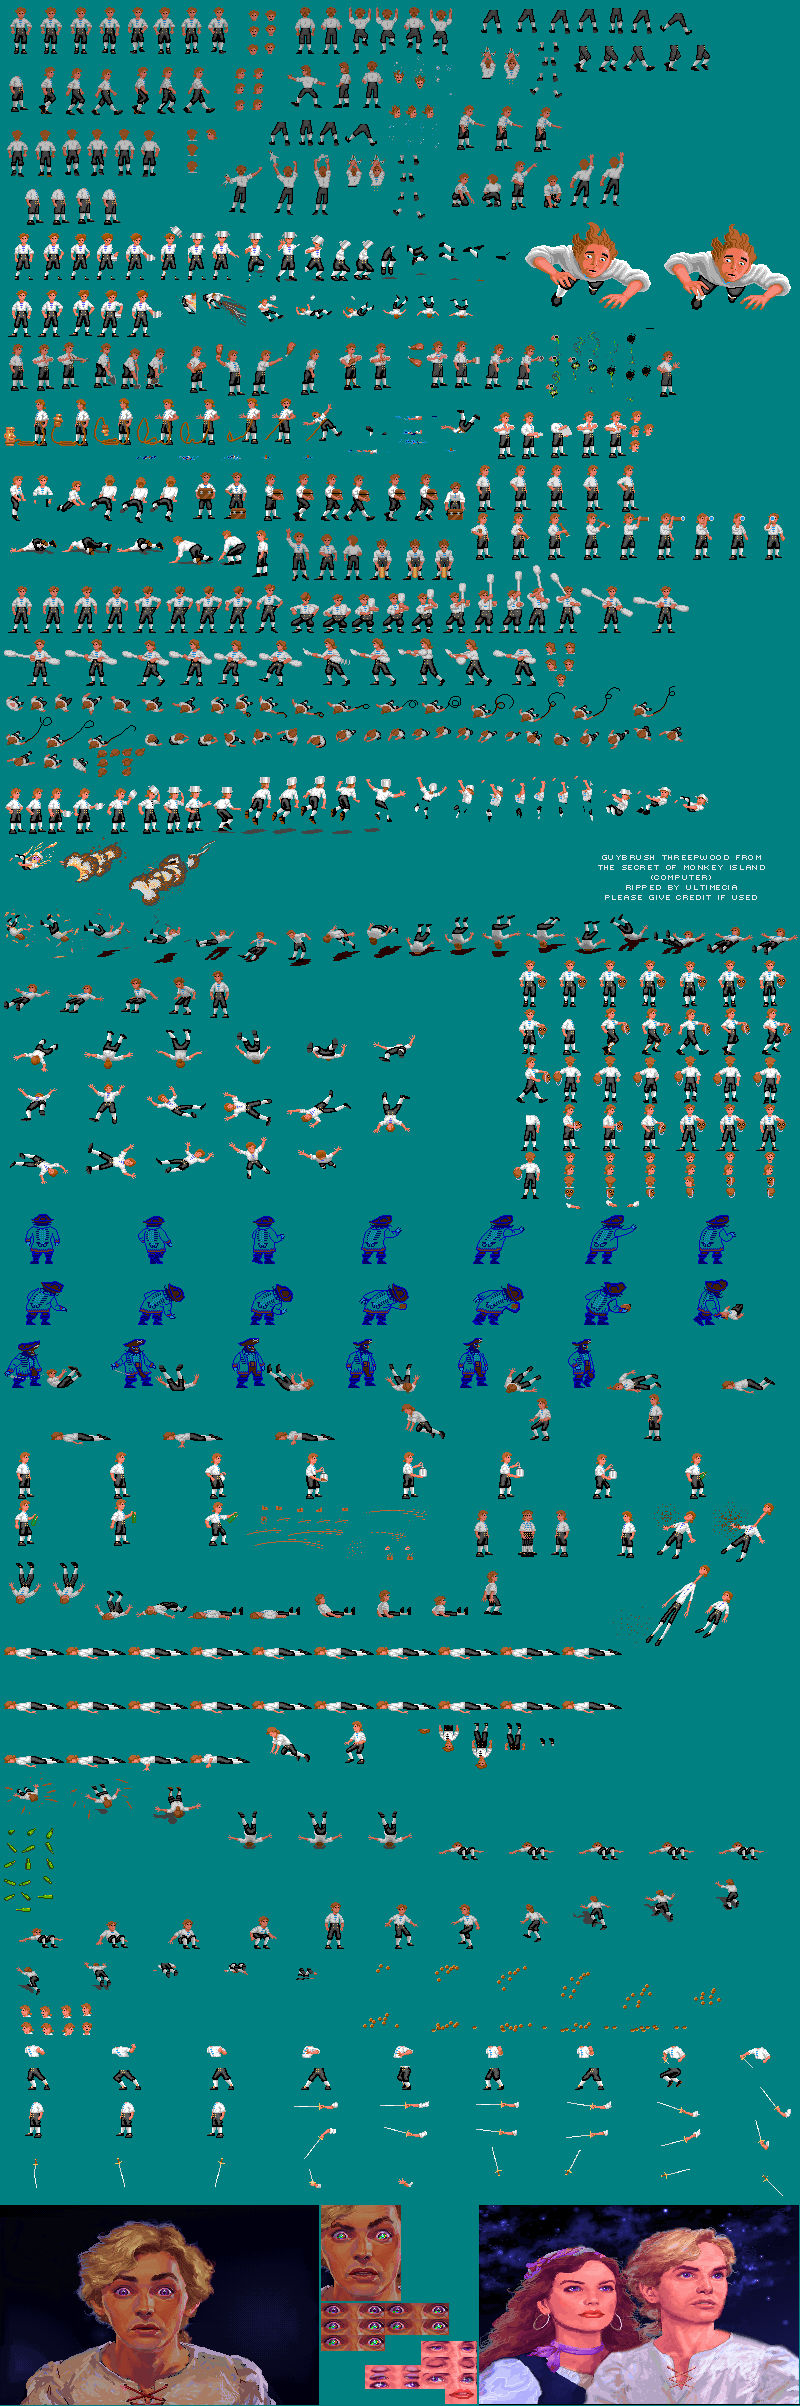 GUYBRUSH THREEPWOOD FROM
THE SECRET OF MONKEY ISLAND
(COMPUTER)
RIPPED BY ULTIMECIA
PLEASE GIVE CREDIT IF USED